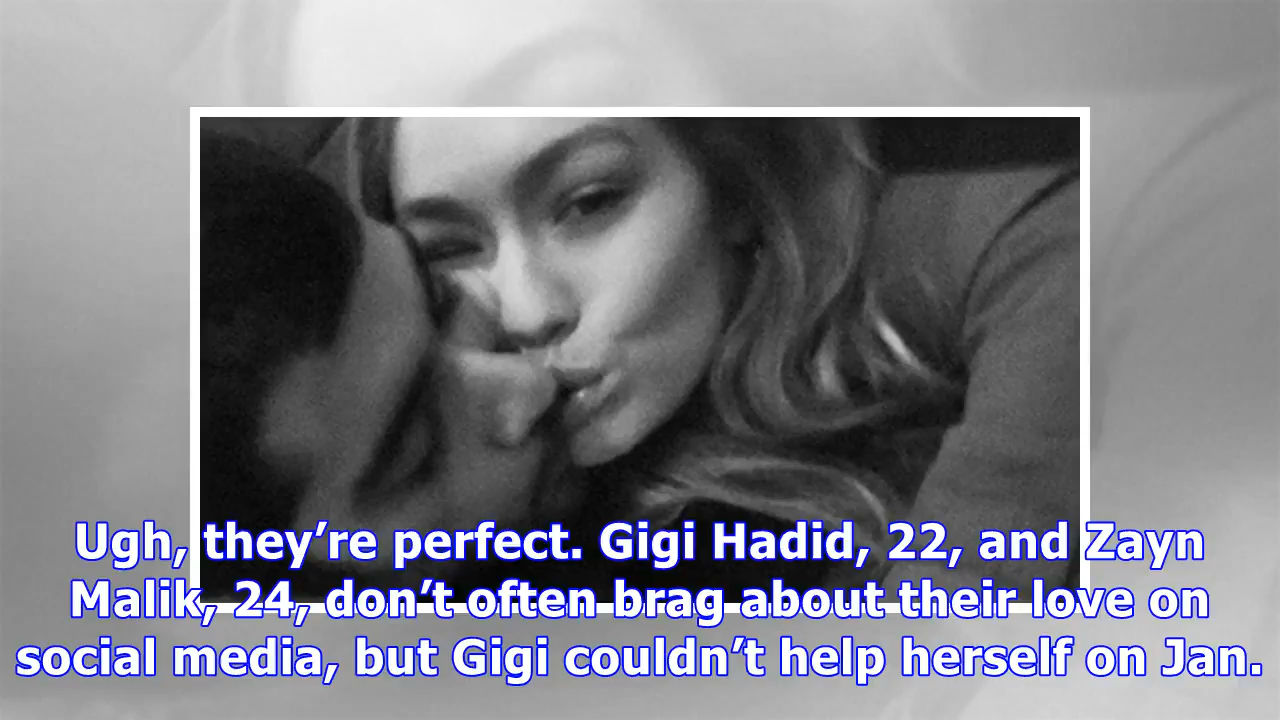 Ugh, they’re perfect. Gigi Hadid, 22, and Zayn
Malik, 24, don’t often brag about their love on
social media, but Gigi couldn’t help herself on Jan.